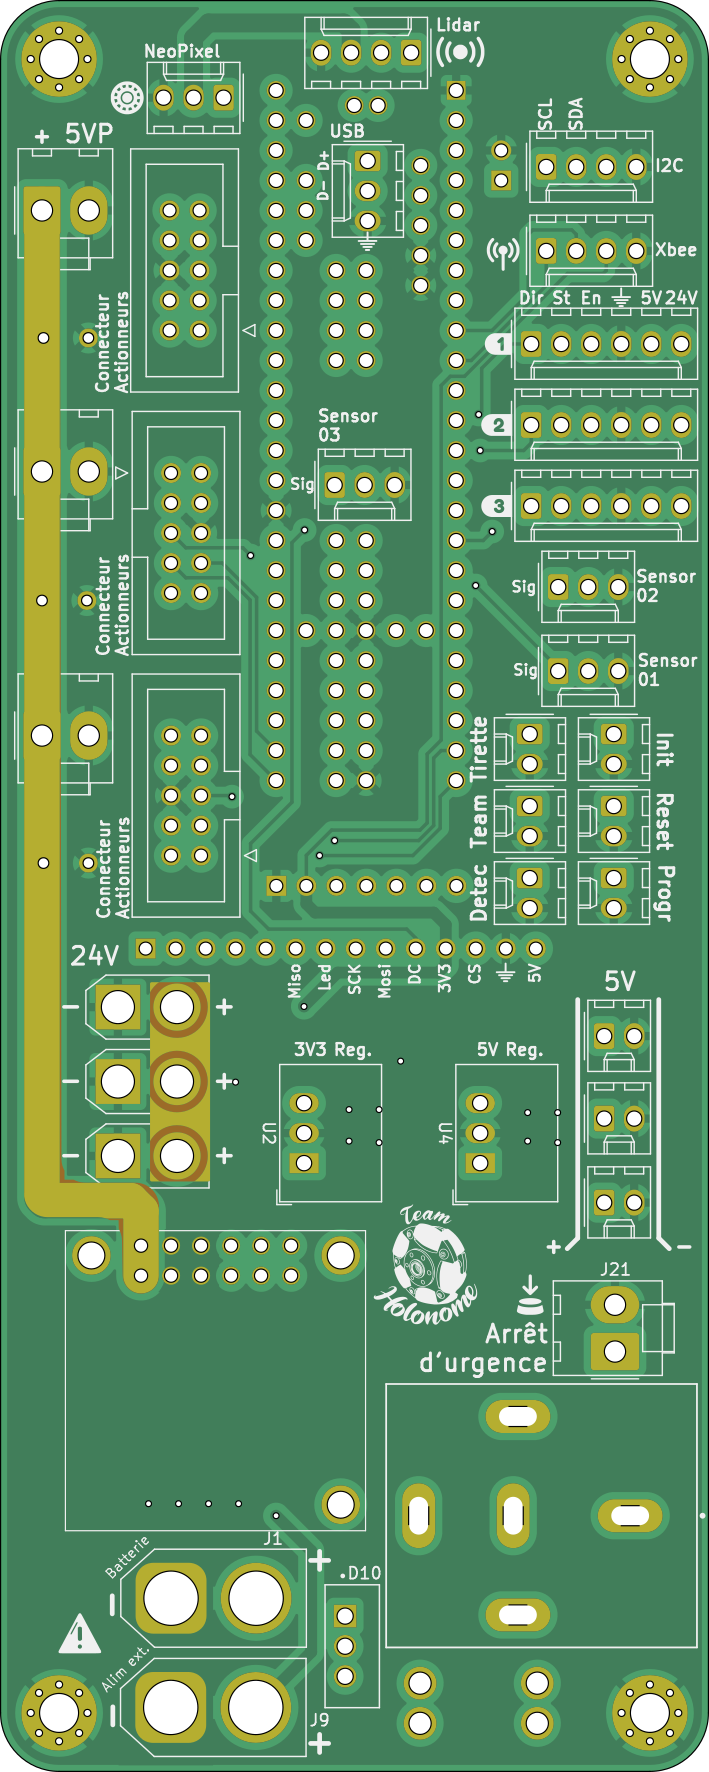 Lidar
NeoPixel
+ 5VP
USB
D- D+
SCL
SDA
I2C
Xbee
Dir St En 5V 24V
1
Connecteur
Actionneurs
2
Sensor
03
Sig
3
Sig
Sensor
02
Connecteur
Actionneurs
Sig
Sensor
01
Tirette
Init
Team
Reset
Connecteur
Actionneurs
Detec
Progr
24V
Miso
Led
SCK
Mosi
DC
3V3
CS
5V
- +
5V
3V3 Reg.
5V Reg.
- +
U2
U4
- +
Team
Holonome
+ -
J21
Arrêt
d'urgence
J1
Batterie
+
-
.D10
Alim ext.
-
J9
+